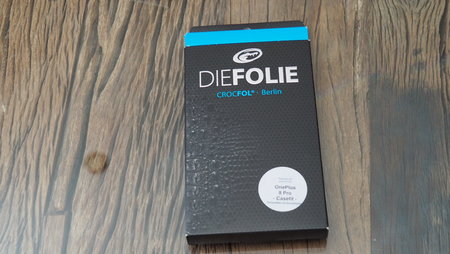 DIEFOLIE
CROCFOL® - Berlin
OnePlus
8 Pro
- Casefit -